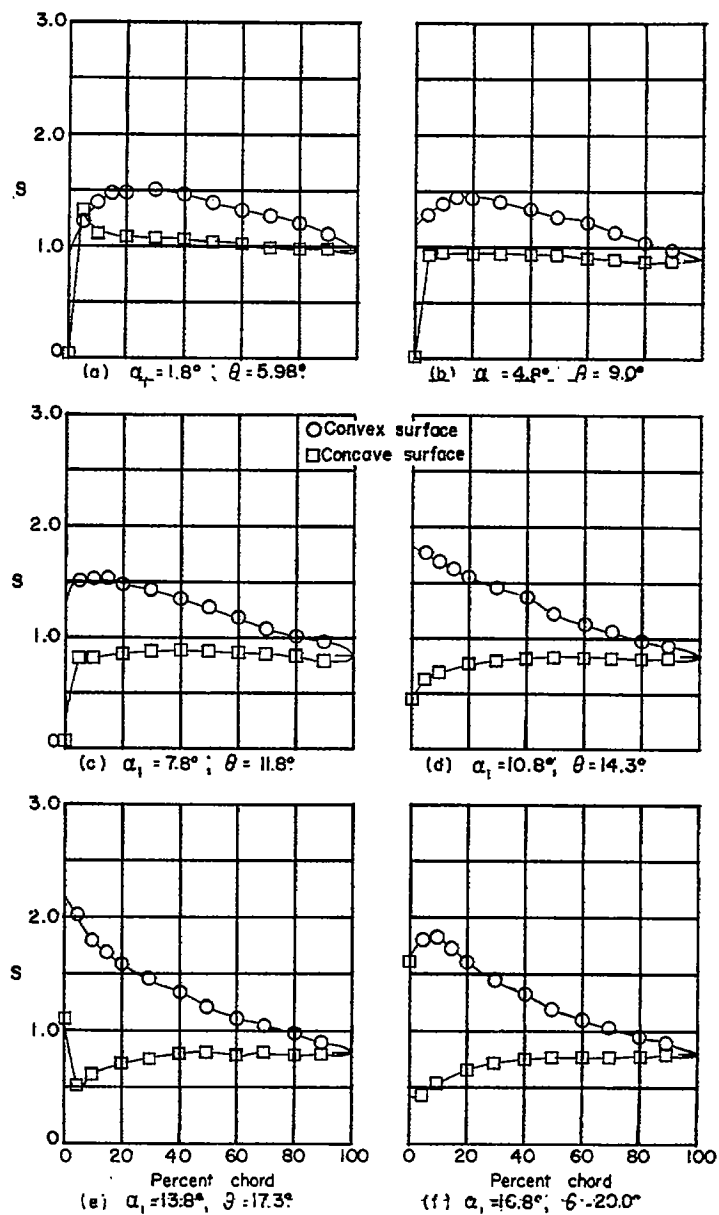 3.0
2.0
S
1.0
0
(a) α₁ = 1.8° ; θ = 5.98°
(b) α = 4.8° θ = 9.0°
3.0
○ Convex surface
□ Concave surface
2.0
S
1.0
0
(c) α₁ = 7.8° ; θ = 11.8°
(d) α₁ = 10.8° ; θ = 14.3°
3.0
2.0
S
1.0
0
0 20 40 60 80 100
0 20 40 60 80 100
Percent chord
Percent chord
(e) α₁ = 13.8° ; θ = 17.3°
(f) α₁ = 16.8° ; 20.0°